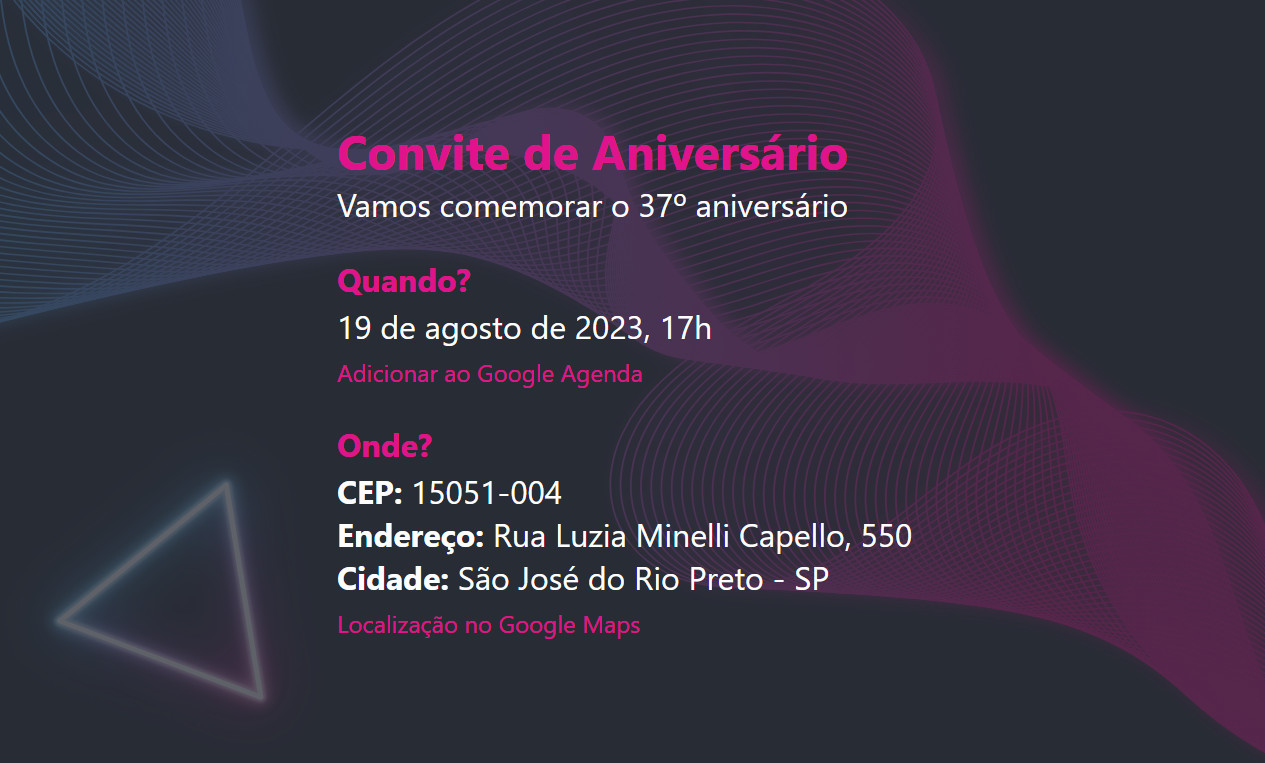 Convite de Aniversário
Vamos comemorar o 37º aniversário
Quando?
19 de agosto de 2023, 17h
Adicionar ao Google Agenda
Onde?
CEP: 15051-004
Endereço: Rua Luzia Minelli Capello, 550
Cidade: São José do Rio Preto - SP
Localização no Google Maps